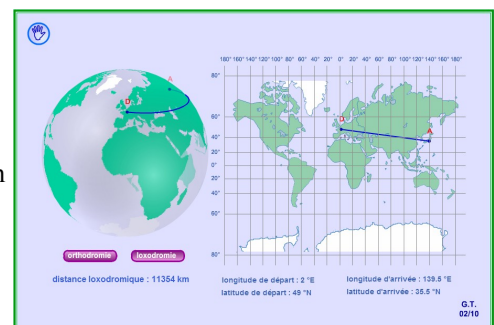 180° 160° 140° 120° 100° 80° 60° 40° 20° 0° 20° 40° 60° 80° 100° 120° 140° 160° 180°
80°
60°
40°
20°
0°
20°
40°
60°
80°
A
D
D
A
n
orthodromie
loxodromie
distance loxodromique : 11354 km
longitude de départ : 2 °E
latitude de départ : 49 °N
longitude d'arrivée : 139.5 °E
latitude d'arrivée : 35.5 °N
G.T.
02/10